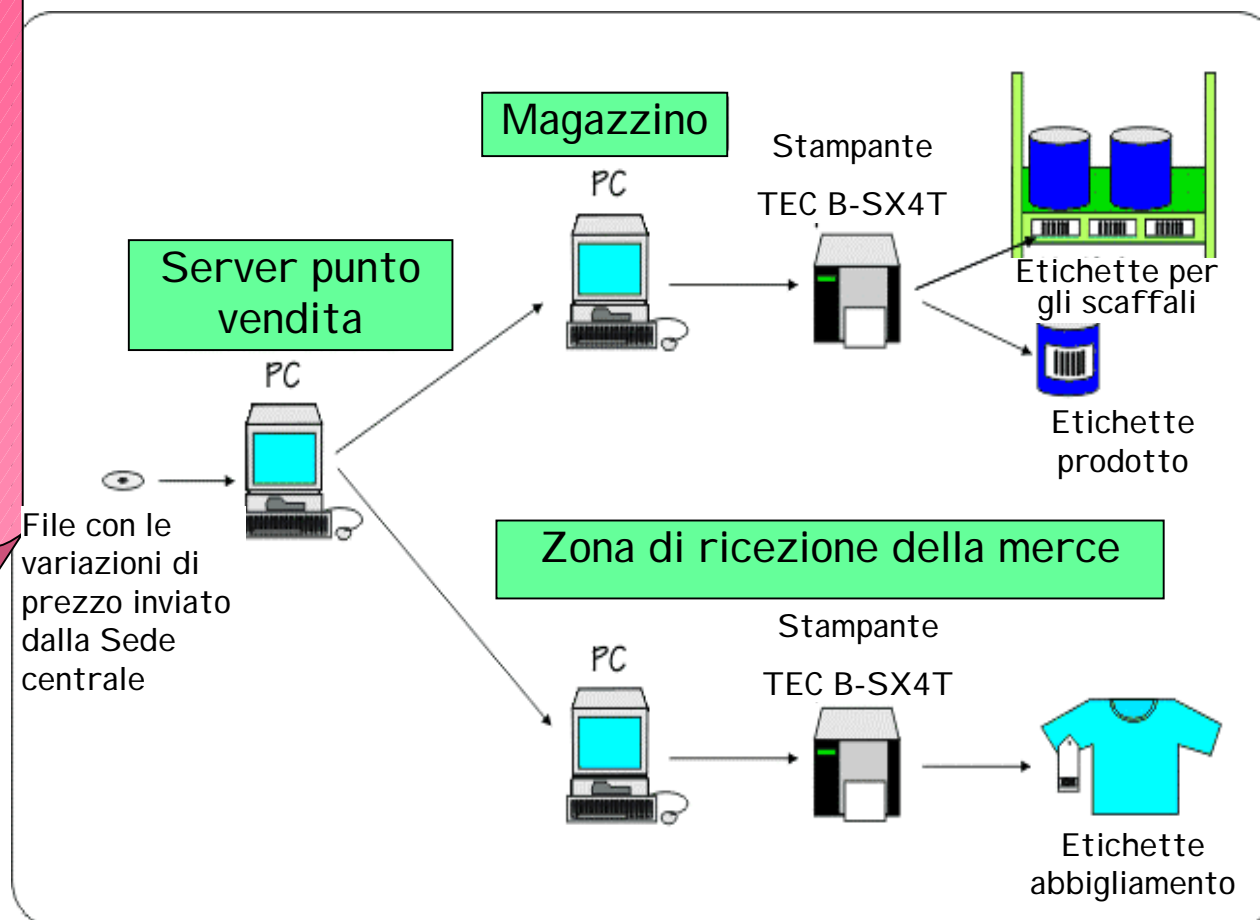 Magazzino
Stampante
TEC B-SX4T
PC
Etichette per
gli scaffali
Etichette
prodotto
Server punto
vendita
PC
File con le
variazioni di
prezzo inviato
dalla Sede
centrale
Zona di ricezione della merce
Stampante
TEC B-SX4T
PC
Etichette
abbigliamento